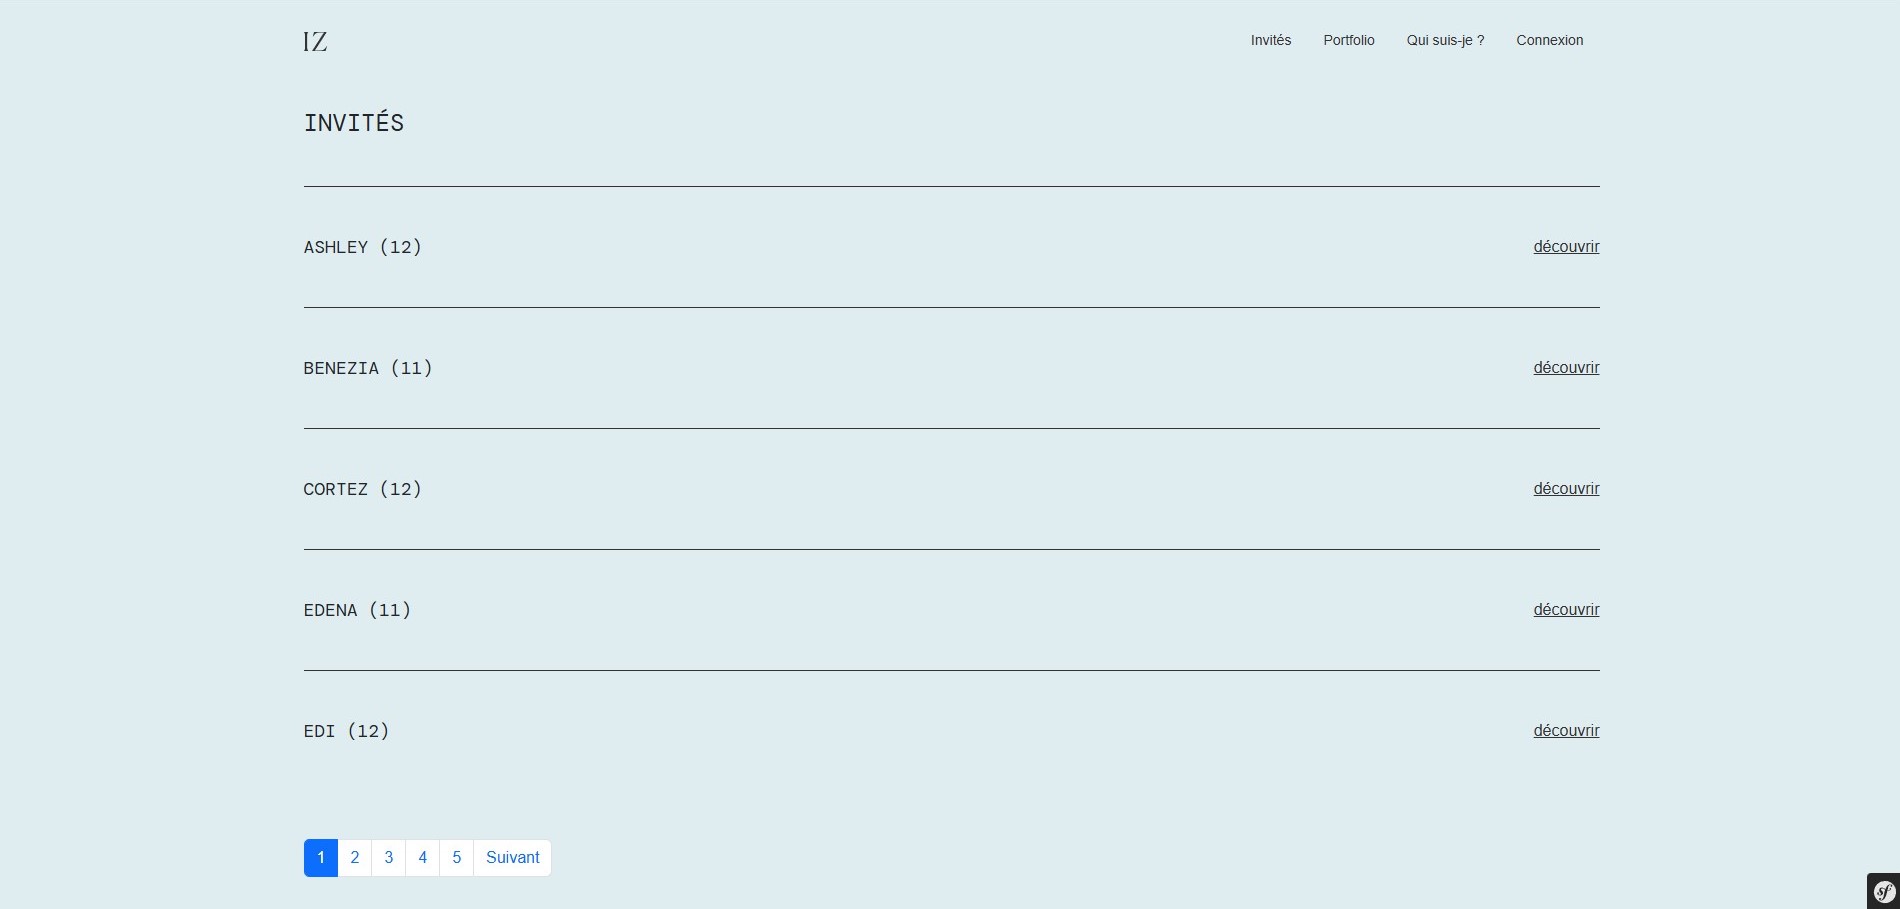 IZ Invités Portfolio Qui suis-je ? Connexion
INVITÉS
ASHLEY (12) découvrir
BENEZIA (11) découvrir
CORTEZ (12) découvrir
EDENA (11) découvrir
EDI (12) découvrir
1 2 3 4 5 Suivant
sf